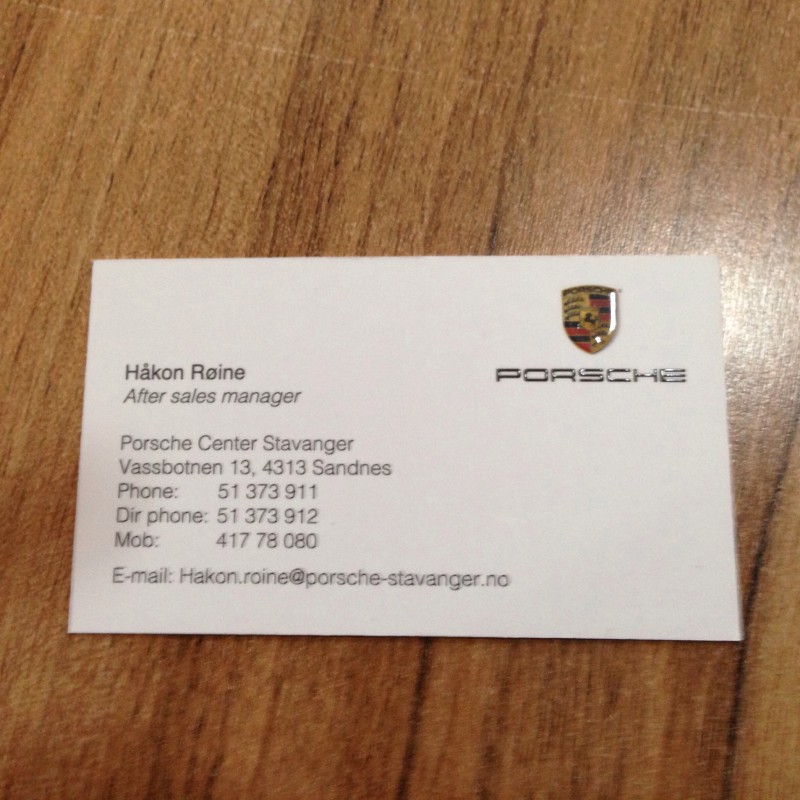 PORSCHE
PORSCHE
Håkon Røine
After sales manager
Porsche Center Stavanger
Vassbotnen 13, 4313 Sandnes
Phone: 51 373 911
Dir phone: 51 373 912
Mob: 417 78 080
E-mail: Hakon.roine@porsche-stavanger.no